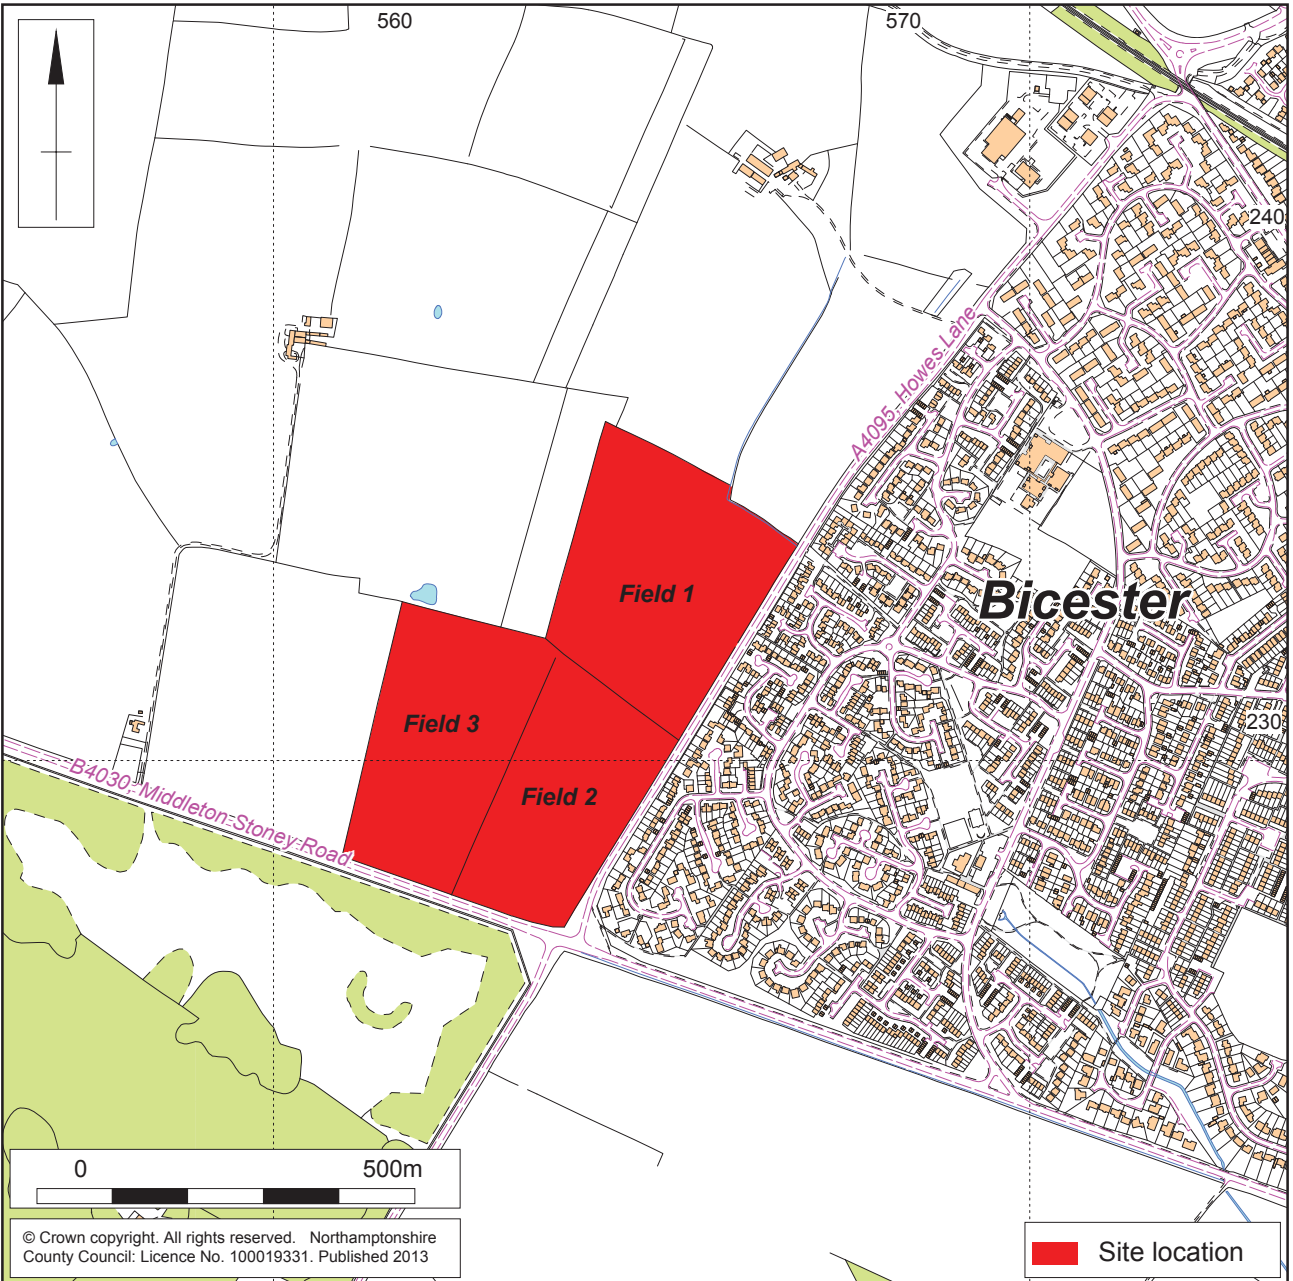 560
570
240
A4095, Howes Lane
Bicester
Field 1
Field 3
230
Field 2
B4030, Middleton Stoney Road
0 500m
© Crown copyright. All rights reserved. Northamptonshire
County Council: Licence No. 100019331. Published 2013
Site location